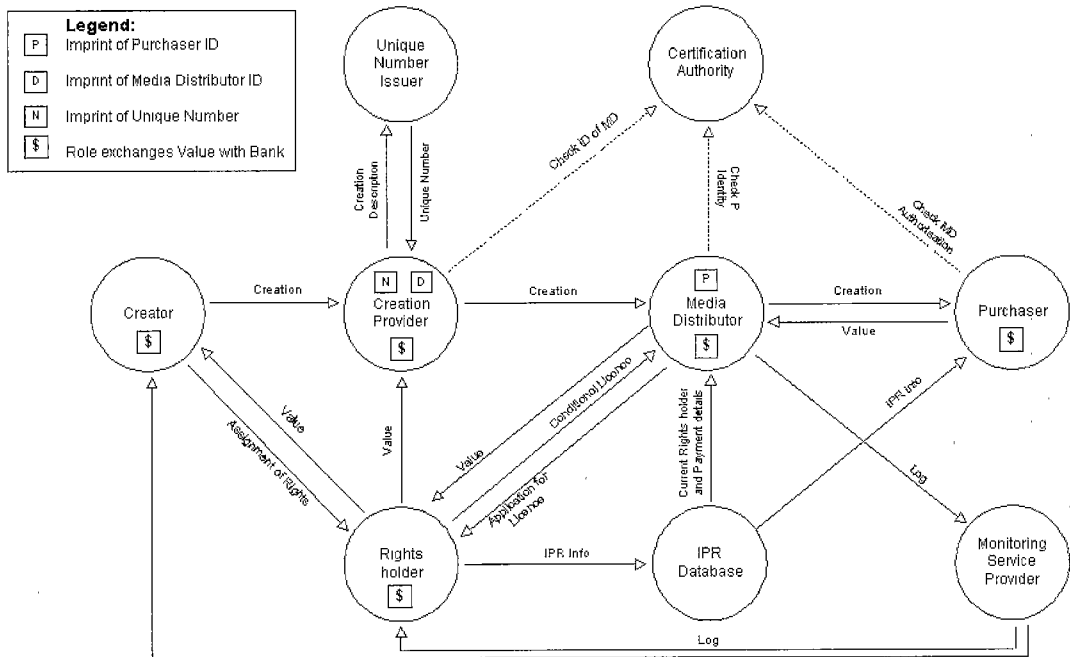 Legend:
P Imprint of Purchaser ID
D Imprint of Media Distributor ID
N Imprint of Unique Number
$ Role exchanges Value with Bank
Unique
Number
Issuer
Certification
Authority
Creation
Description
Unique Number
Check ID of MD
Check P
Identity
Check MD
Authorisation
Creator
$
Creation
N D
Creation
Provider
$
Creation
P
Media
Distributor
$
Creation
Value
Purchaser
$
Value
Assignment of Rights
Value
Value
Conditional Licence
Application for
Licence
Current Rights holder
and Payment details
IPR Info
Log
Rights
holder
$
IPR Info
IPR
Database
Monitoring
Service
Provider
Log